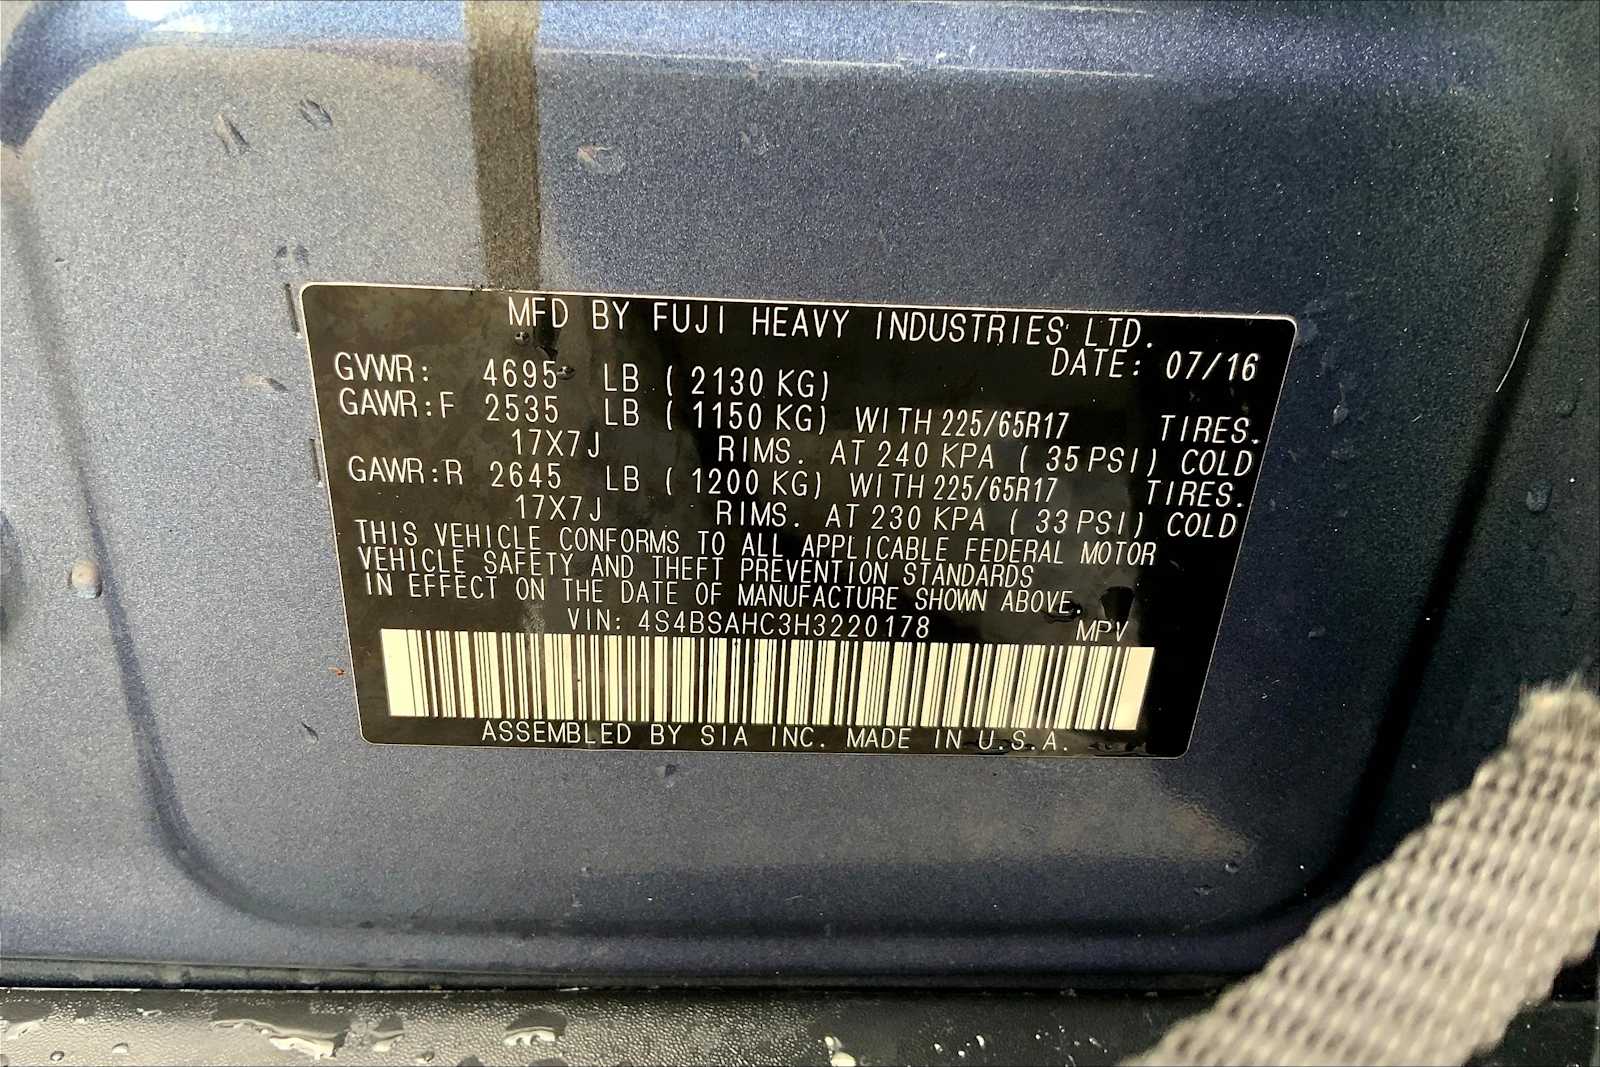 MFD BY FUJI HEAVY INDUSTRIES LTD.
DATE: 07/16
GVWR: 4695 LB ( 2130 KG)
GAWR:F 2535 LB ( 1150 KG) WITH 225/65R17 TIRES.
17X7J RIMS. AT 240 KPA ( 35 PSI) COLD
GAWR:R 2645 LB ( 1200 KG) WITH 225/65R17 TIRES.
17X7J RIMS. AT 230 KPA ( 33 PSI) COLD
THIS VEHICLE CONFORMS TO ALL APPLICABLE FEDERAL MOTOR
VEHICLE SAFETY AND THEFT PREVENTION STANDARDS
IN EFFECT ON THE DATE OF MANUFACTURE SHOWN ABOVE.
VIN: 4S4BSAHC3H3220178 MPV
ASSEMBLED BY SIA INC. MADE IN U.S.A.